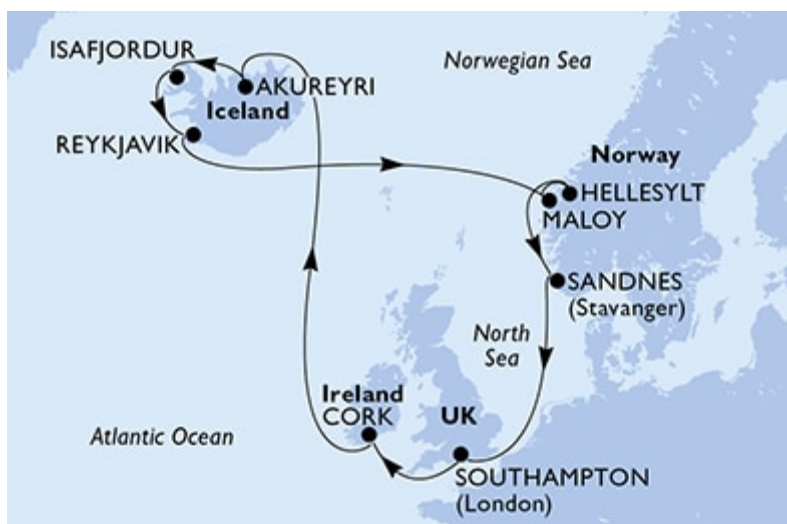 ISAFJORDUR
Norwegian Sea
AKUREYRI
Iceland
REYKJAVIK
Norway
HELLESYLT
MALOY
SANDNES
(Stavanger)
North
Sea
Ireland
CORK
UK
Atlantic Ocean
SOUTHAMPTON
(London)